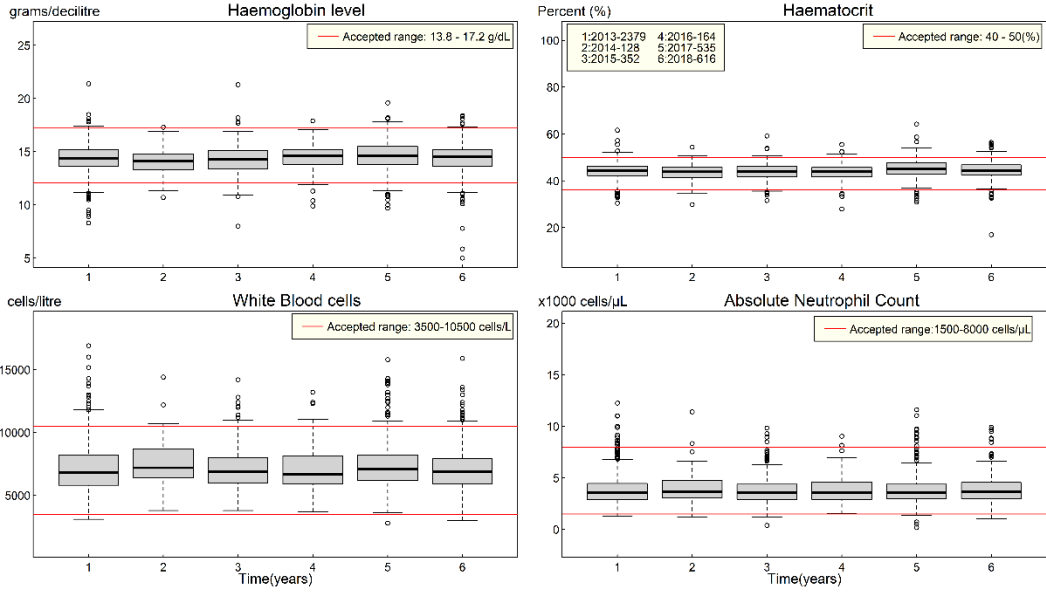 grams/decilitre
Haemoglobin level
Accepted range: 13.8 - 17.2 g/dL
25
20
15
10
5
1 2 3 4 5 6
Percent (%)
Haematocrit
1:2013-2379 4:2016-164
2:2014-128 5:2017-535
3:2015-352 6:2018-616
Accepted range: 40 - 50(%)
100
80
60
40
20
1 2 3 4 5 6
cells/litre
White Blood cells
Accepted range: 3500-10500 cells/L
15000
10000
5000
1 2 3 4 5 6
Time(years)
x1000 cells/µL
Absolute Neutrophil Count
Accepted range:1500-8000 cells/µL
20
15
10
5
0
1 2 3 4 5 6
Time(years)